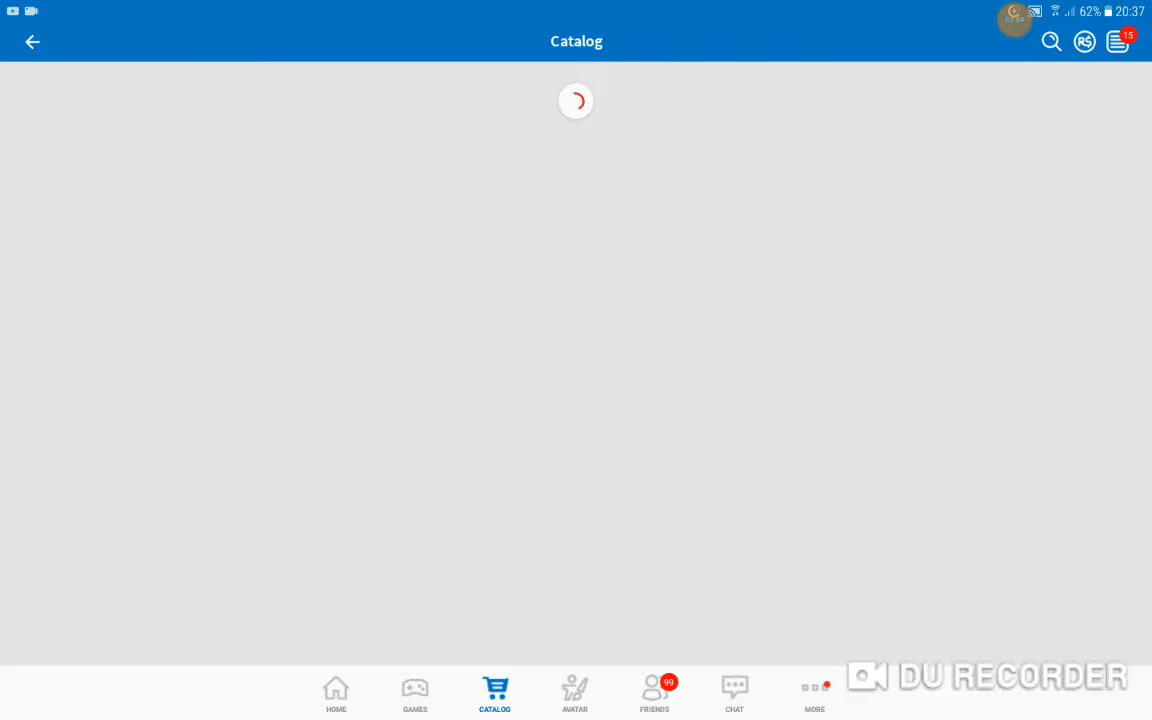 62% 20:37
Catalog
R$
15
99
HOME GAMES CATALOG AVATAR FRIENDS CHAT MORE
DU RECORDER